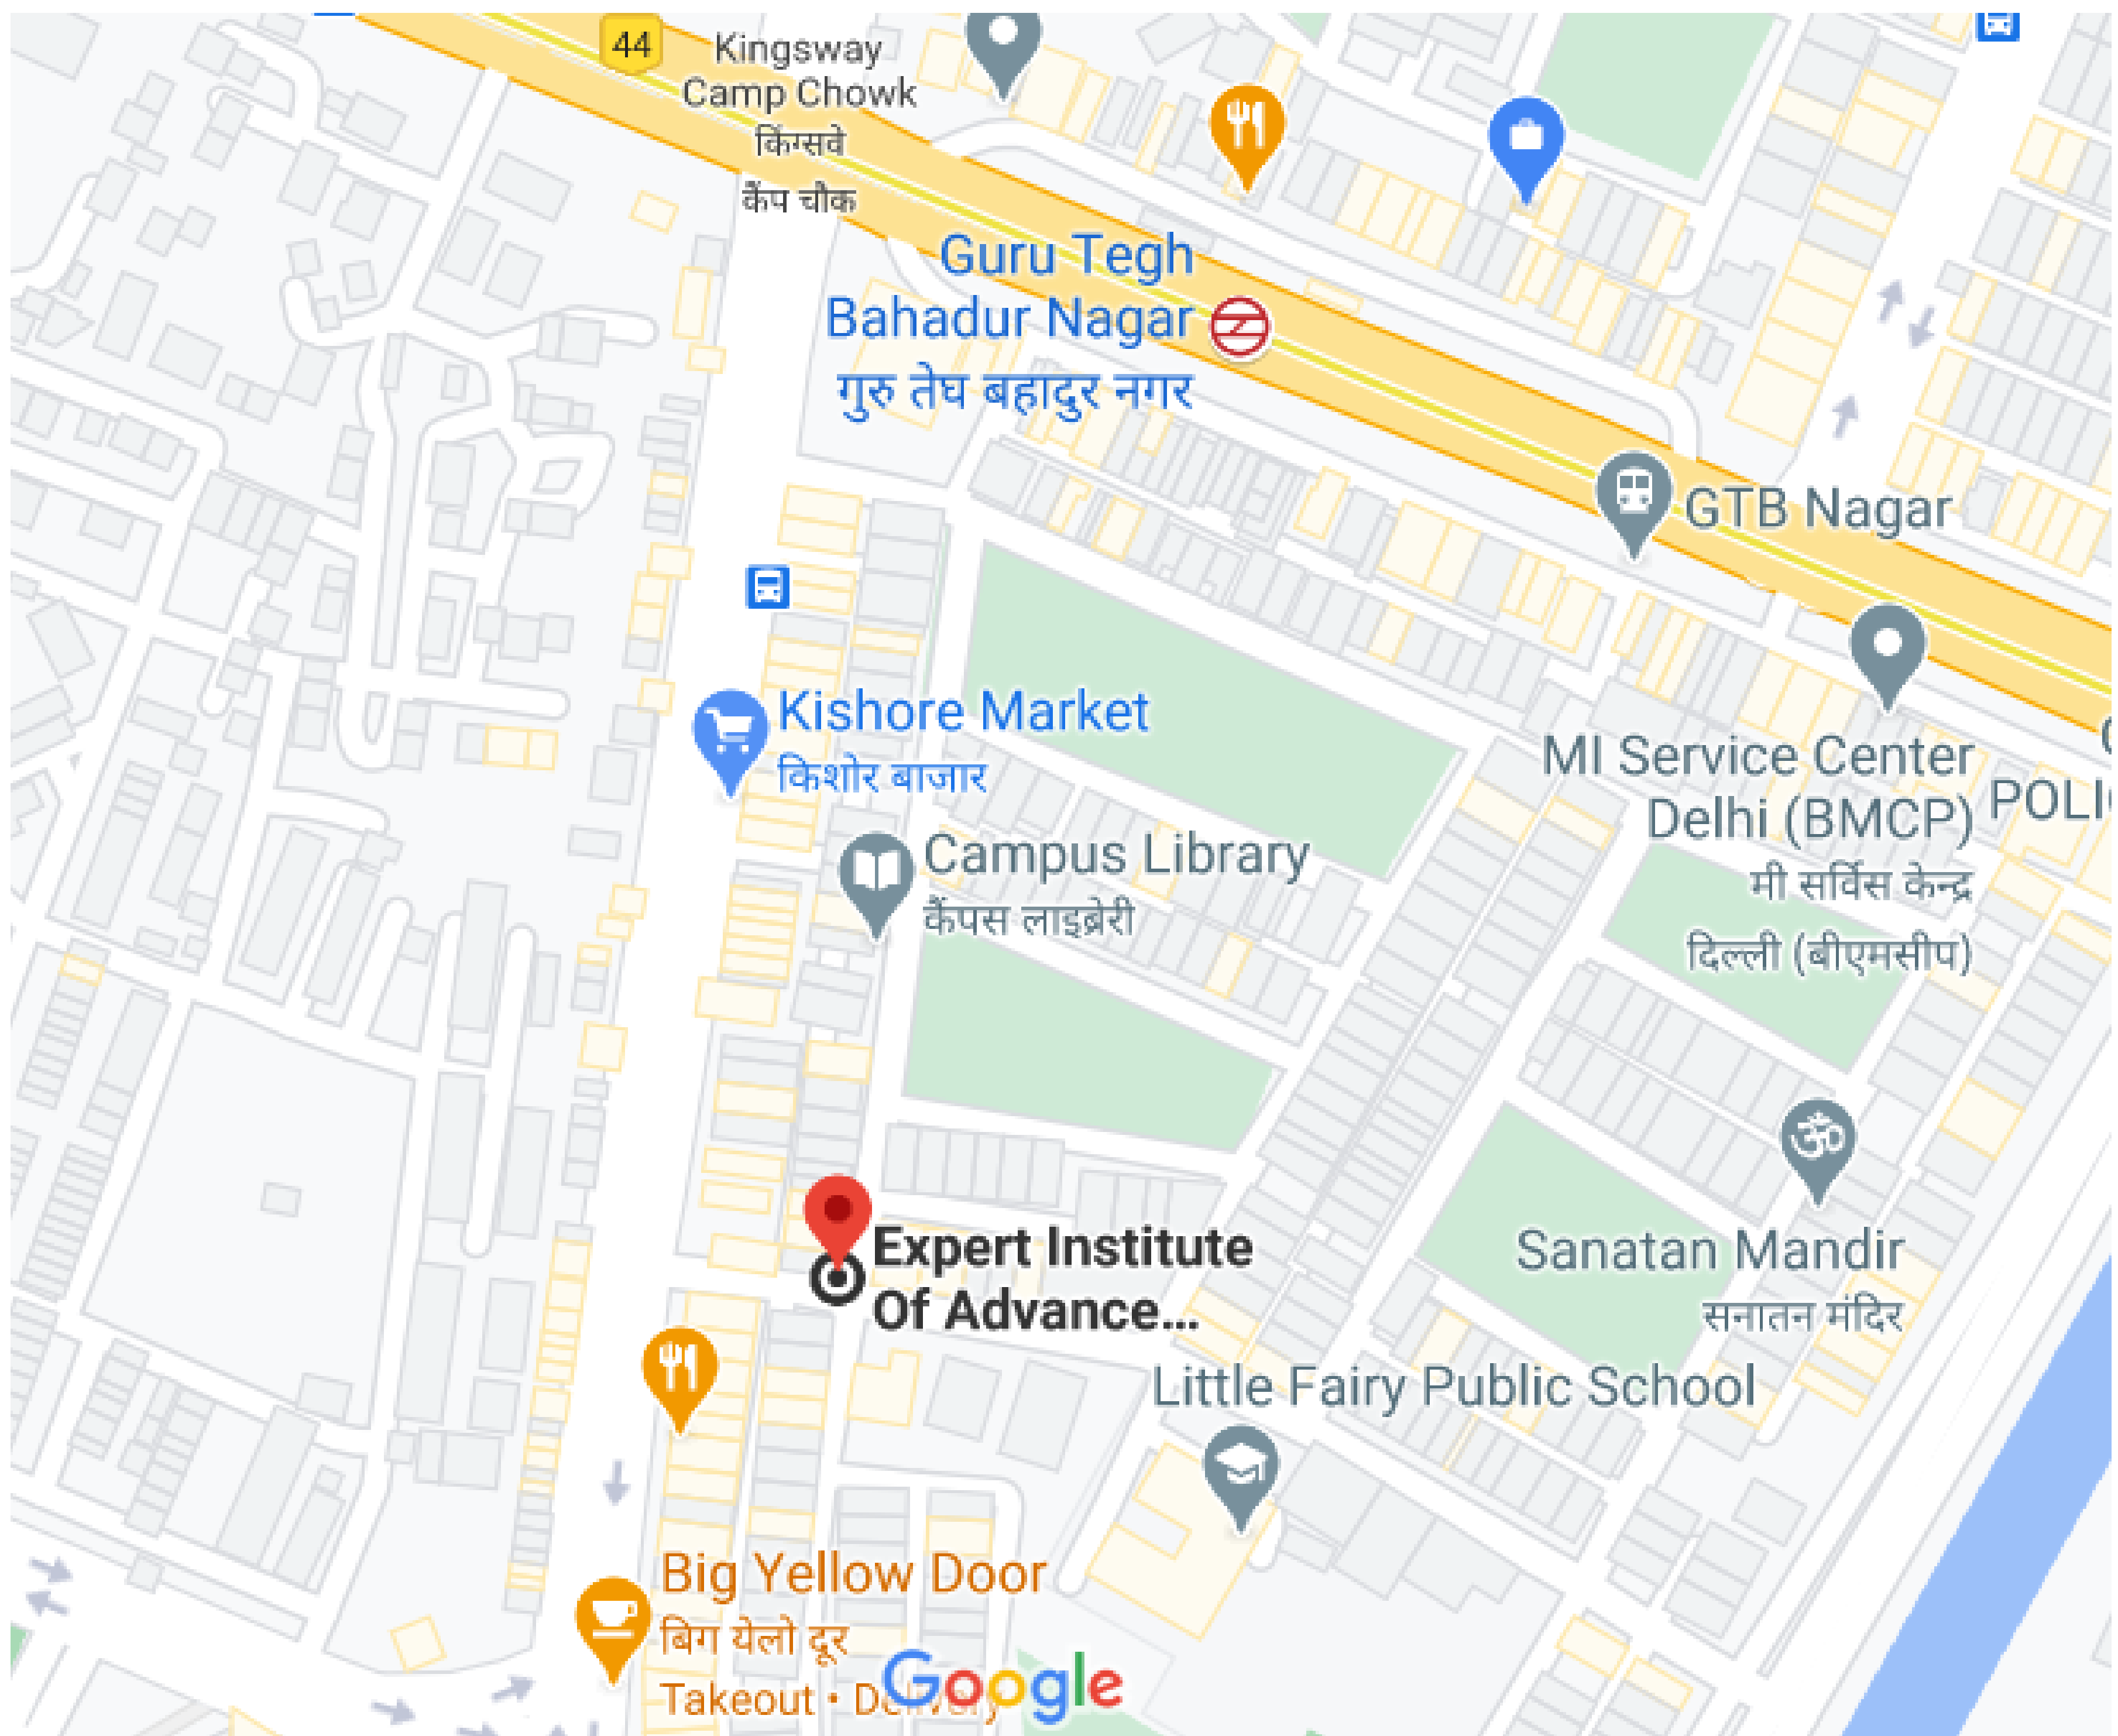 44
Kingsway
Camp Chowk
किंग्सवे
कैंप चौक
Guru Tegh
Bahadur Nagar
गुरु तेघ बहादुर नगर
GTB Nagar
Kishore Market
किशोर बाजार
MI Service Center
Delhi (BMCP)
मी सर्विस केन्द्र
दिल्ली (बीएमसीप)
POLI
Campus Library
कैंपस लाइब्रेरी
Expert Institute
Of Advance...
Sanatan Mandir
सनातन मंदिर
Little Fairy Public School
Big Yellow Door
बिग येलो दूर
Takeout • Delivery
Google